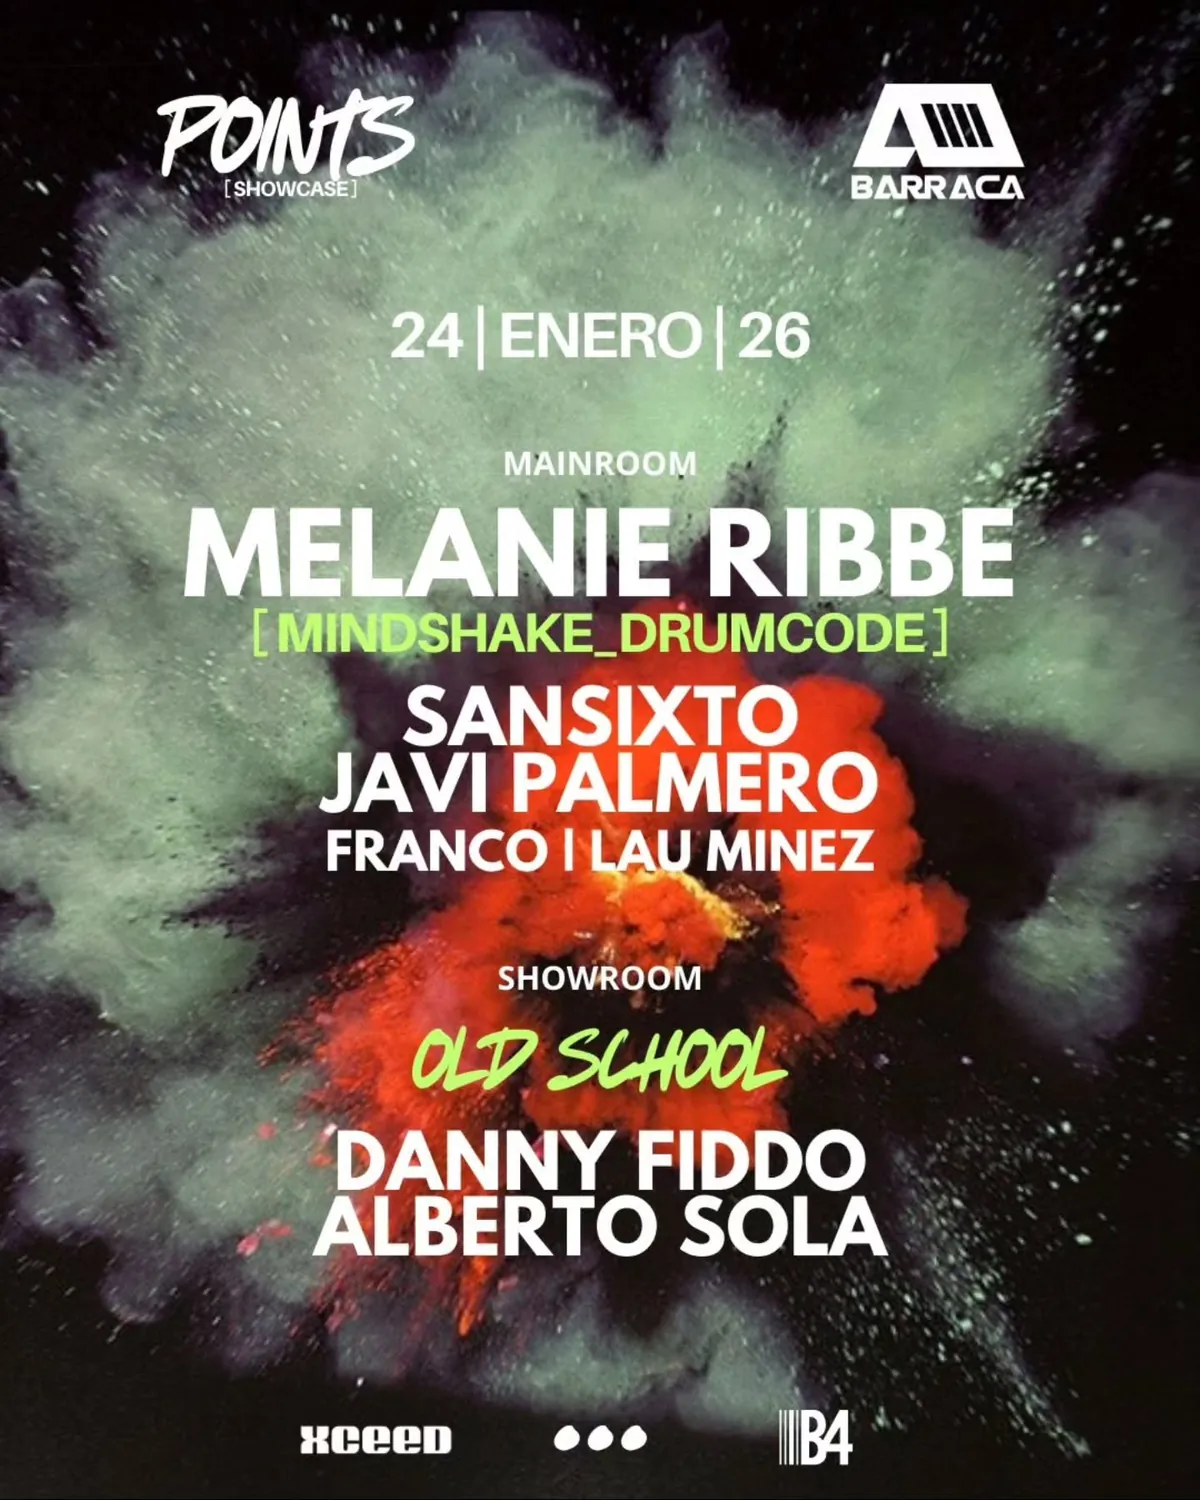 POINTS
[SHOWCASE]
BARRACA
24 | ENERO | 26
MAINROOM
MELANIE RIBBE
[MINDSHAKE_DRUMCODE]
SANSIXTO
JAVI PALMERO
FRANCO | LAU MINEZ
SHOWROOM
OLD SCHOOL
DANNY FIDDO
ALBERTO SOLA
XCEED
B4